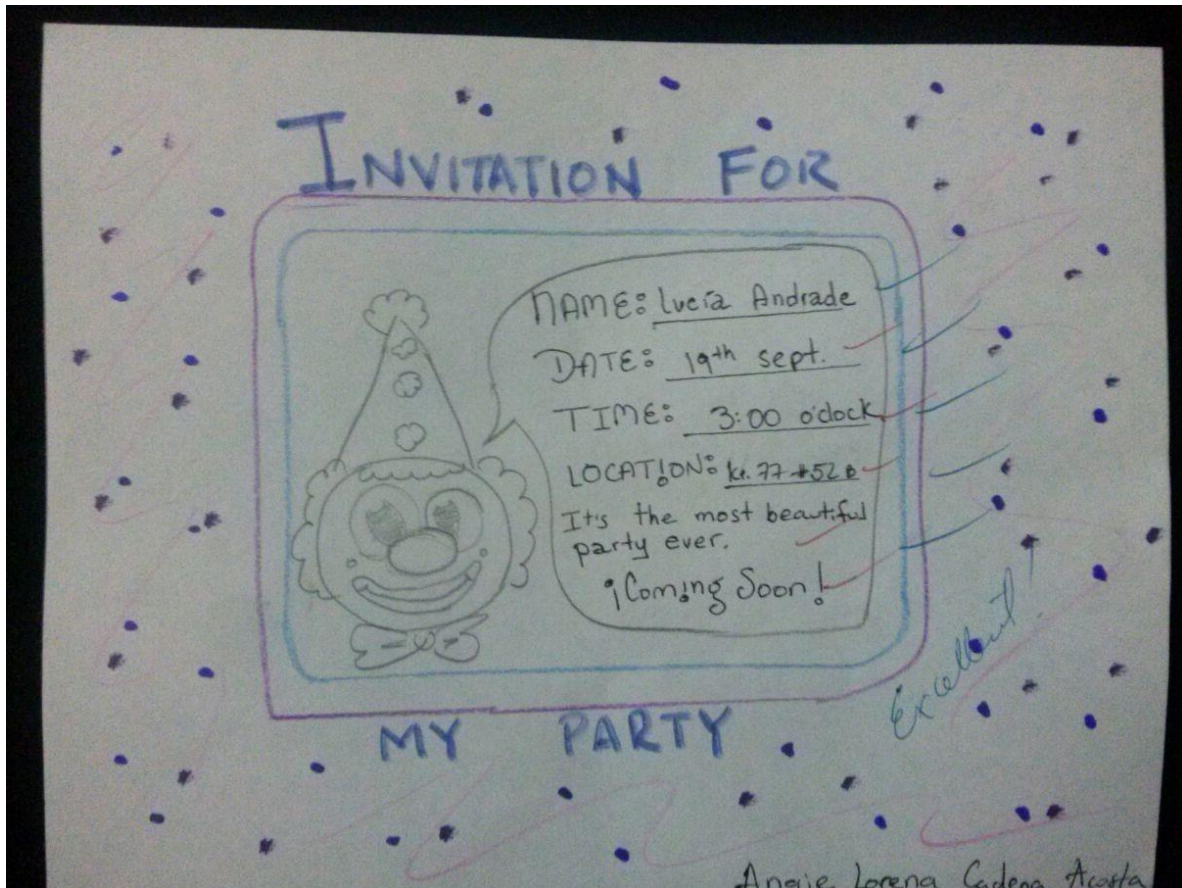 INVITATION FOR
NAME: Lucía Andrade
DATE: 19th sept.
TIME: 3:00 o'clock
LOCATION: kr. 77 #52 B
It's the most beautiful
party ever.
¡Coming Soon!
Excellent!
MY PARTY
Angie Lorena Cadena Acosta